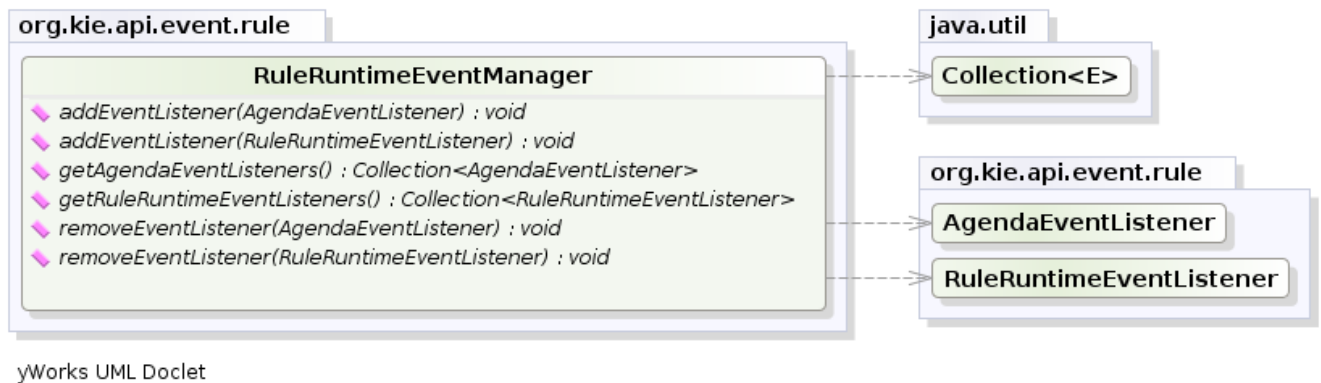 org.kie.api.event.rule
RuleRuntimeEventManager
addEventListener(AgendaEventListener) : void
addEventListener(RuleRuntimeEventListener) : void
getAgendaEventListeners() : Collection<AgendaEventListener>
getRuleRuntimeEventListeners() : Collection<RuleRuntimeEventListener>
removeEventListener(AgendaEventListener) : void
removeEventListener(RuleRuntimeEventListener) : void
java.util
Collection<E>
org.kie.api.event.rule
AgendaEventListener
RuleRuntimeEventListener
yWorks UML Doclet